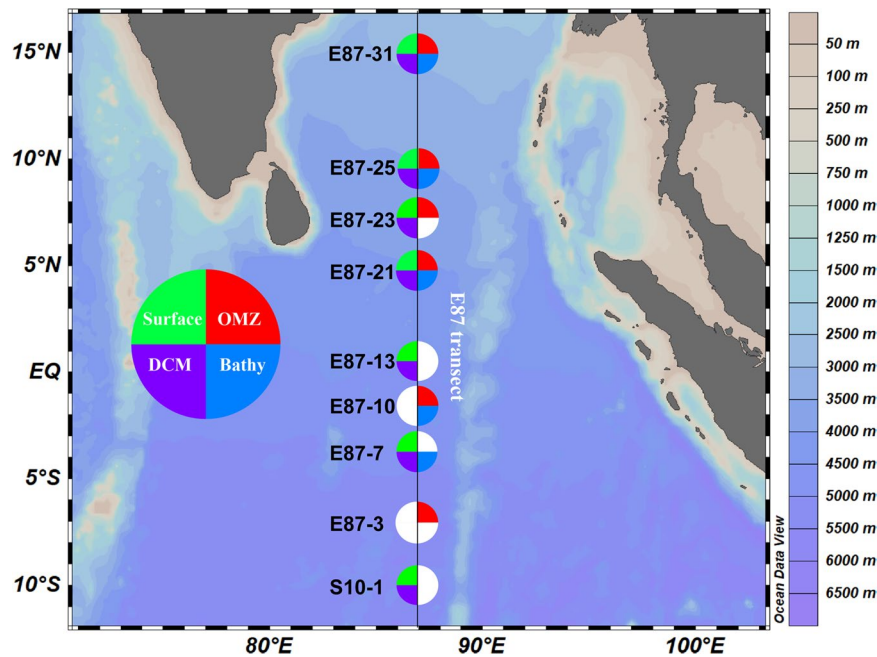 15°N
10°N
5°N
EQ
5°S
10°S
80°E
90°E
100°E
E87-31
E87-25
E87-23
E87-21
E87-13
E87-10
E87-7
E87-3
S10-1
E87 transect
Surface
OMZ
DCM
Bathy
Ocean Data View
50 m
100 m
250 m
500 m
750 m
1000 m
1250 m
1500 m
2000 m
2500 m
3000 m
3500 m
4000 m
4500 m
5000 m
5500 m
6000 m
6500 m